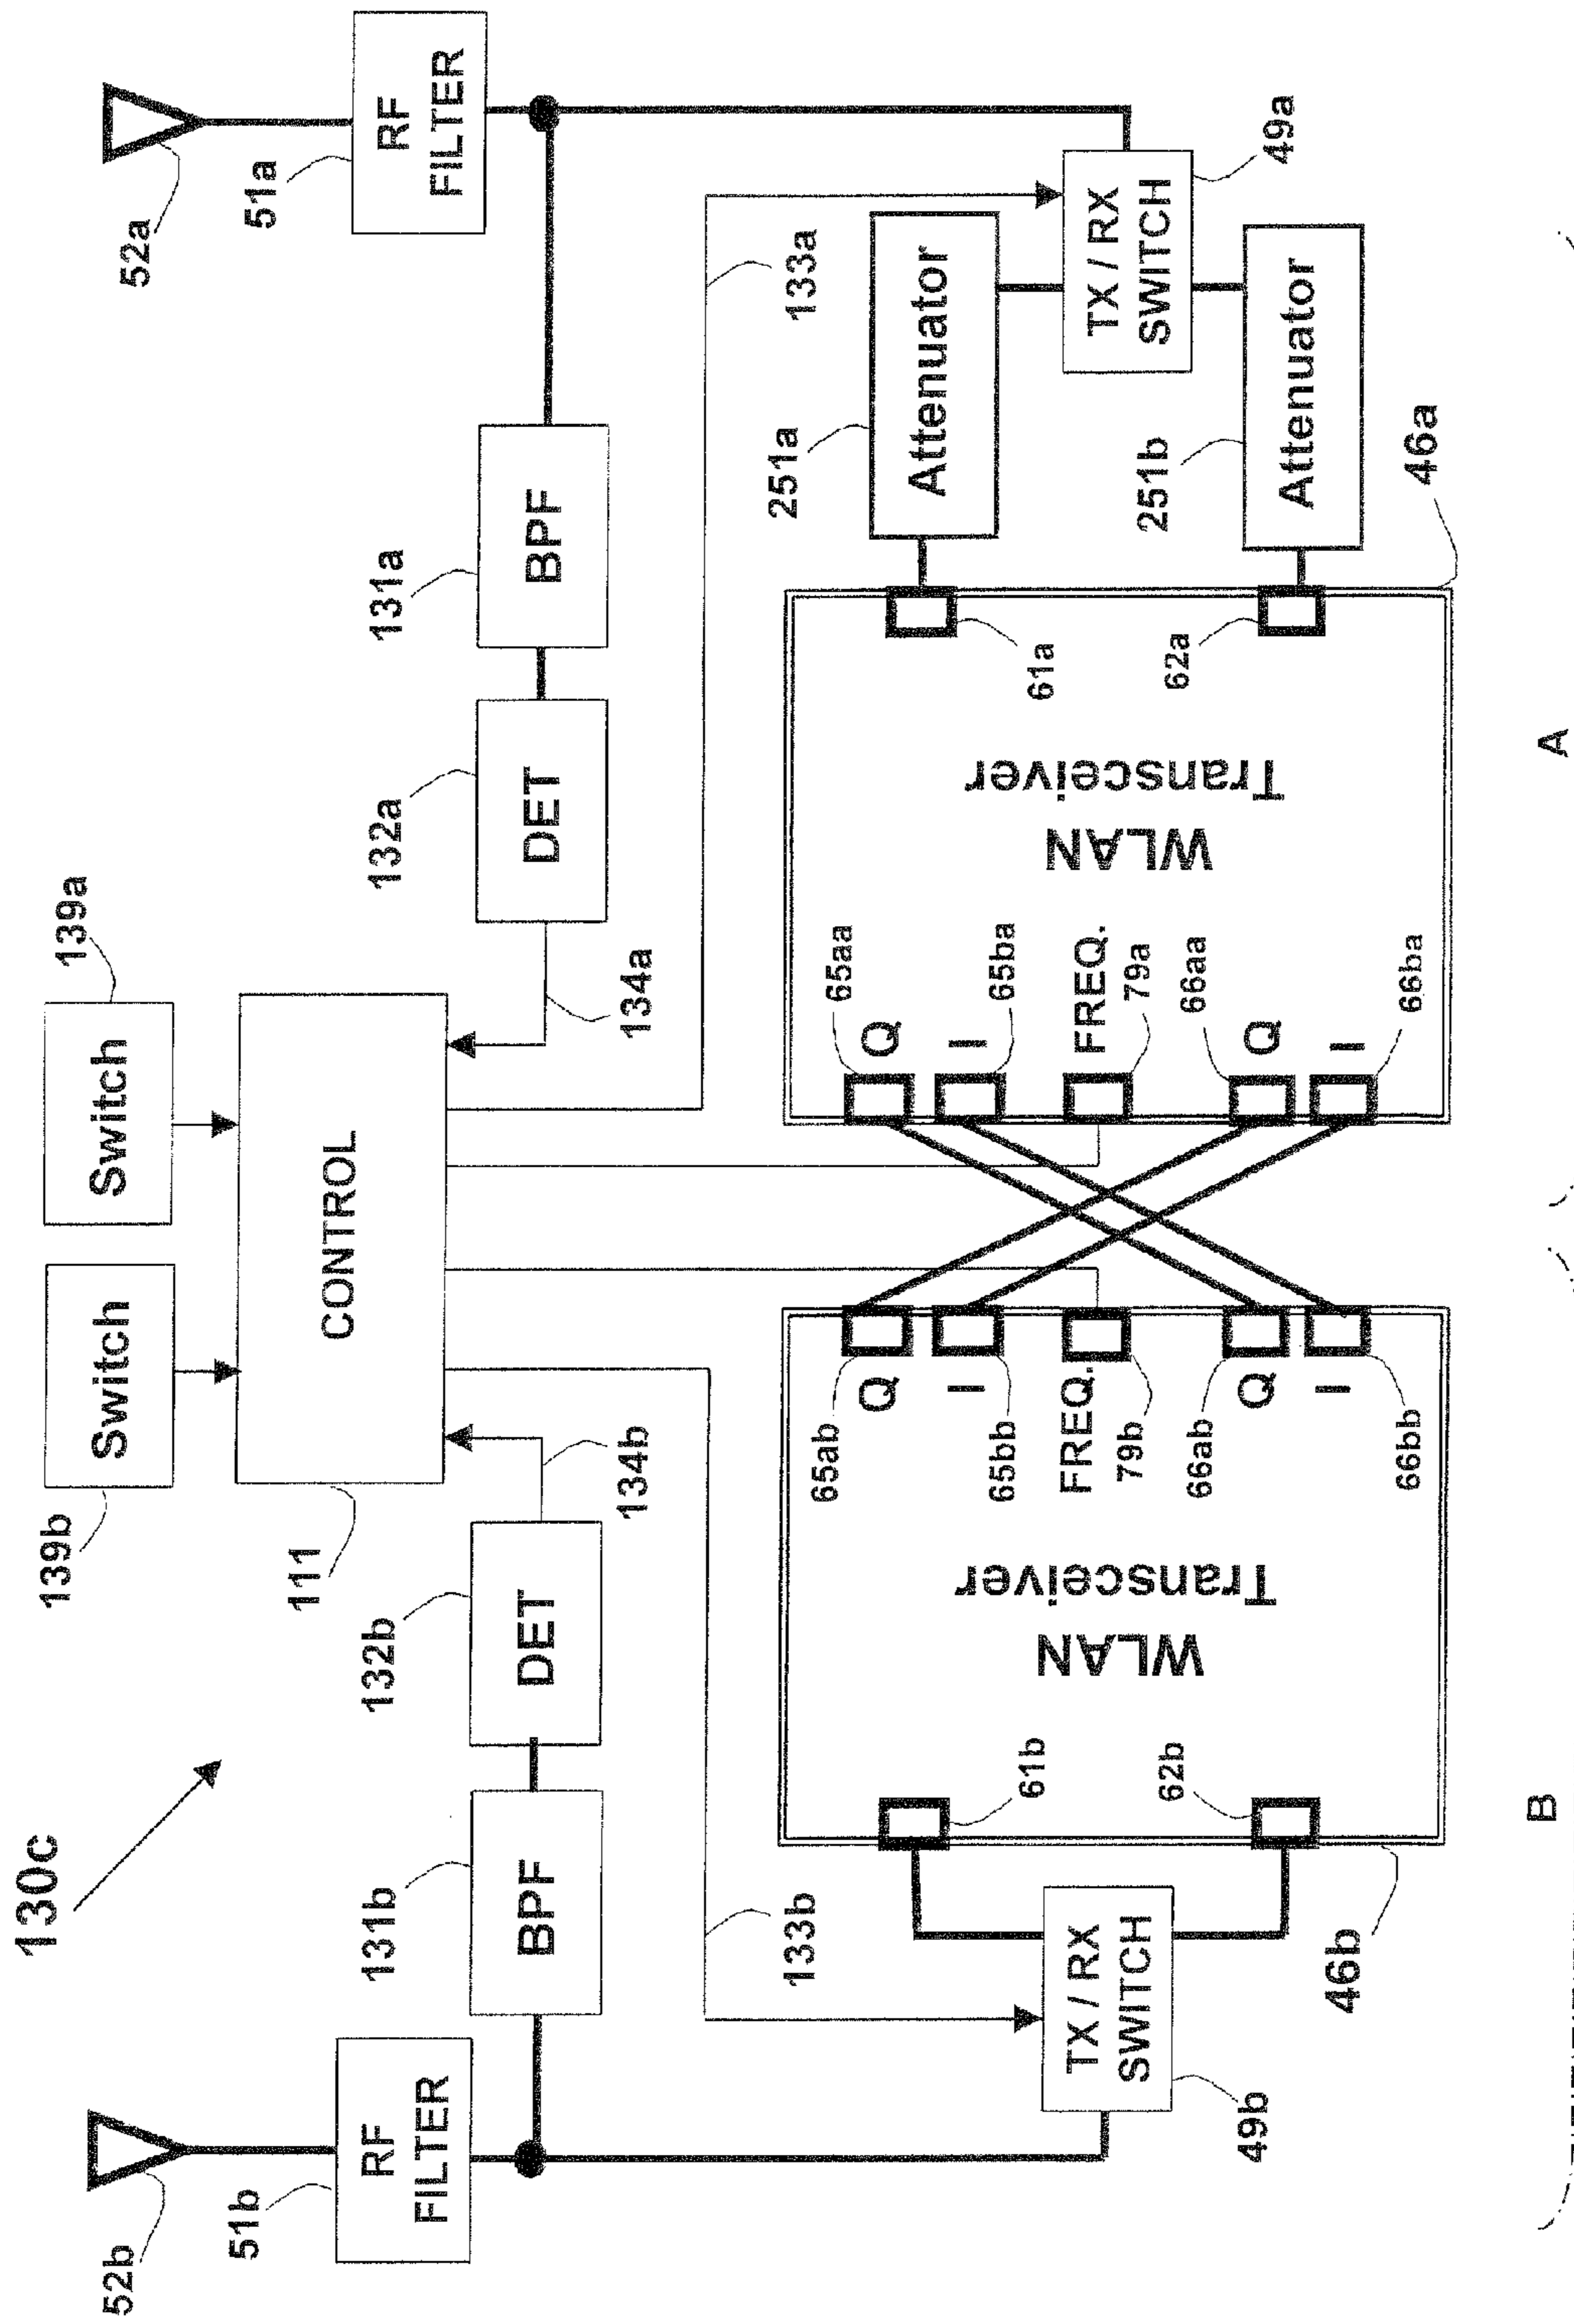 130c
139b
139a
Switch
Switch
52b
52a
111
CONTROL
51b
RF
FILTER
51a
RF
FILTER
131b
BPF
132b
DET
134b
134a
132a
DET
131a
BPF
133b
133a
49b
TX / RX
SWITCH
46b
61b
62b
WLAN
Transceiver
65ab
Q
65bb
I
FREQ.
79b
66ab
Q
66bb
I
65aa
Q
65ba
I
FREQ.
79a
66aa
Q
66ba
I
WLAN
Transceiver
61a
62a
46a
251a
Attenuator
251b
Attenuator
TX / RX
SWITCH
49a
B
A